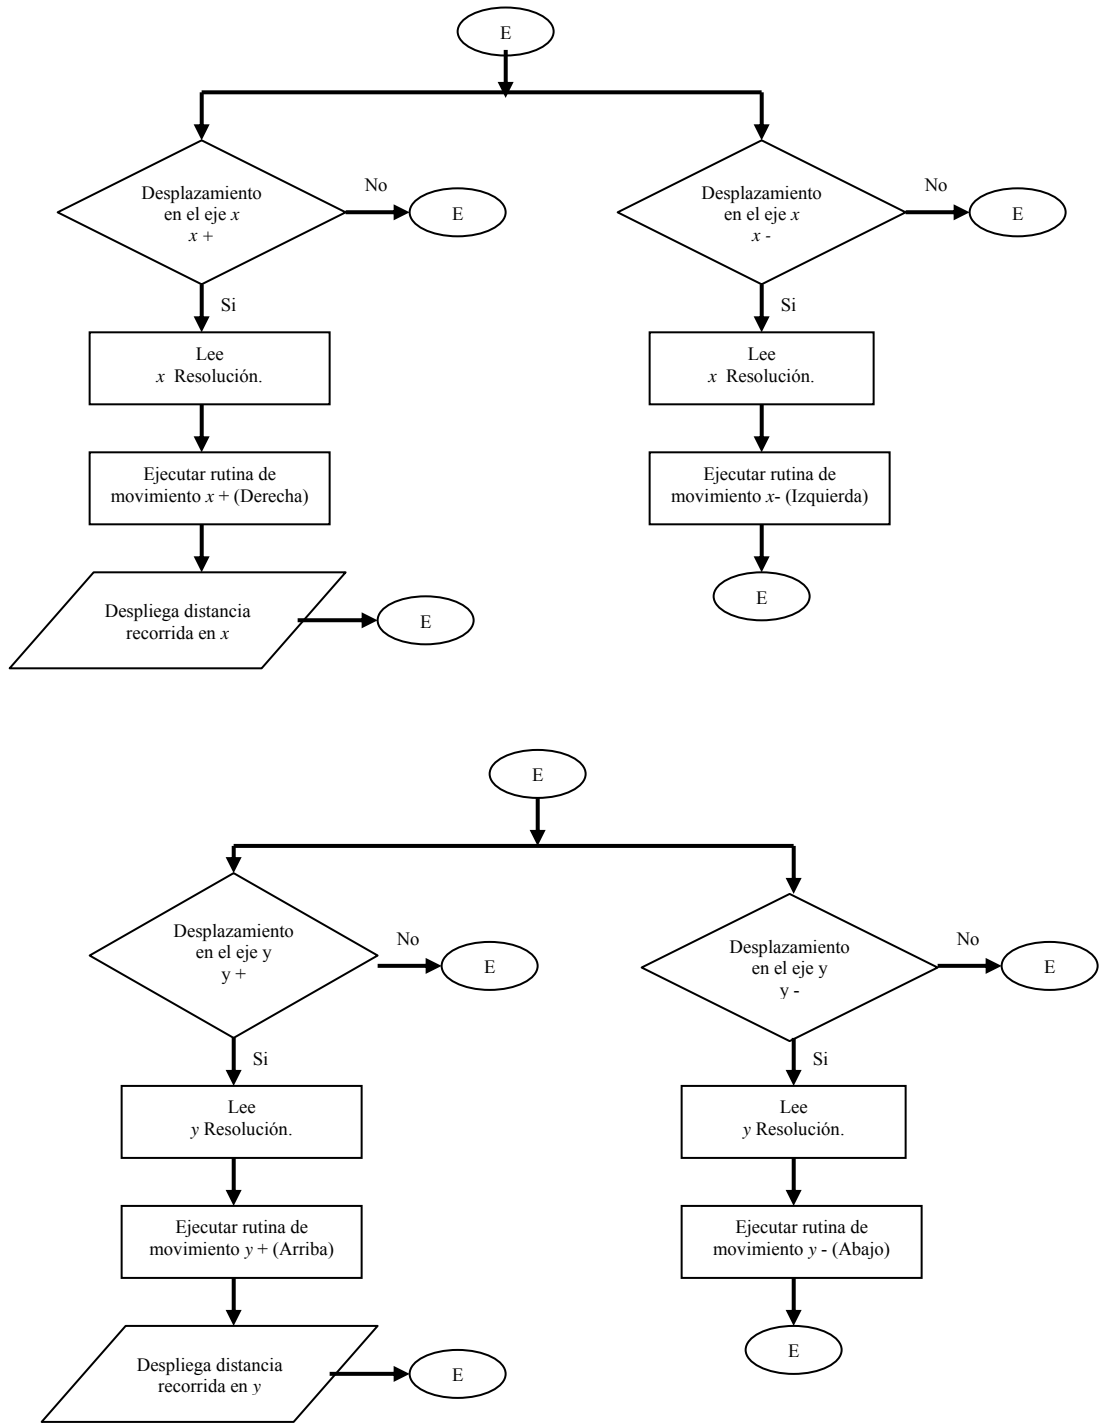 E
Desplazamiento
en el eje x
x +
No
E
Desplazamiento
en el eje x
x -
No
E
Si
Si
Lee
x Resolución.
Lee
x Resolución.
Ejecutar rutina de
movimiento x + (Derecha)
Ejecutar rutina de
movimiento x- (Izquierda)
Despliega distancia
recorrida en x
E
E
E
Desplazamiento
en el eje y
y +
No
E
Desplazamiento
en el eje y
y -
No
E
Si
Si
Lee
y Resolución.
Lee
y Resolución.
Ejecutar rutina de
movimiento y + (Arriba)
Ejecutar rutina de
movimiento y - (Abajo)
Despliega distancia
recorrida en y
E
E